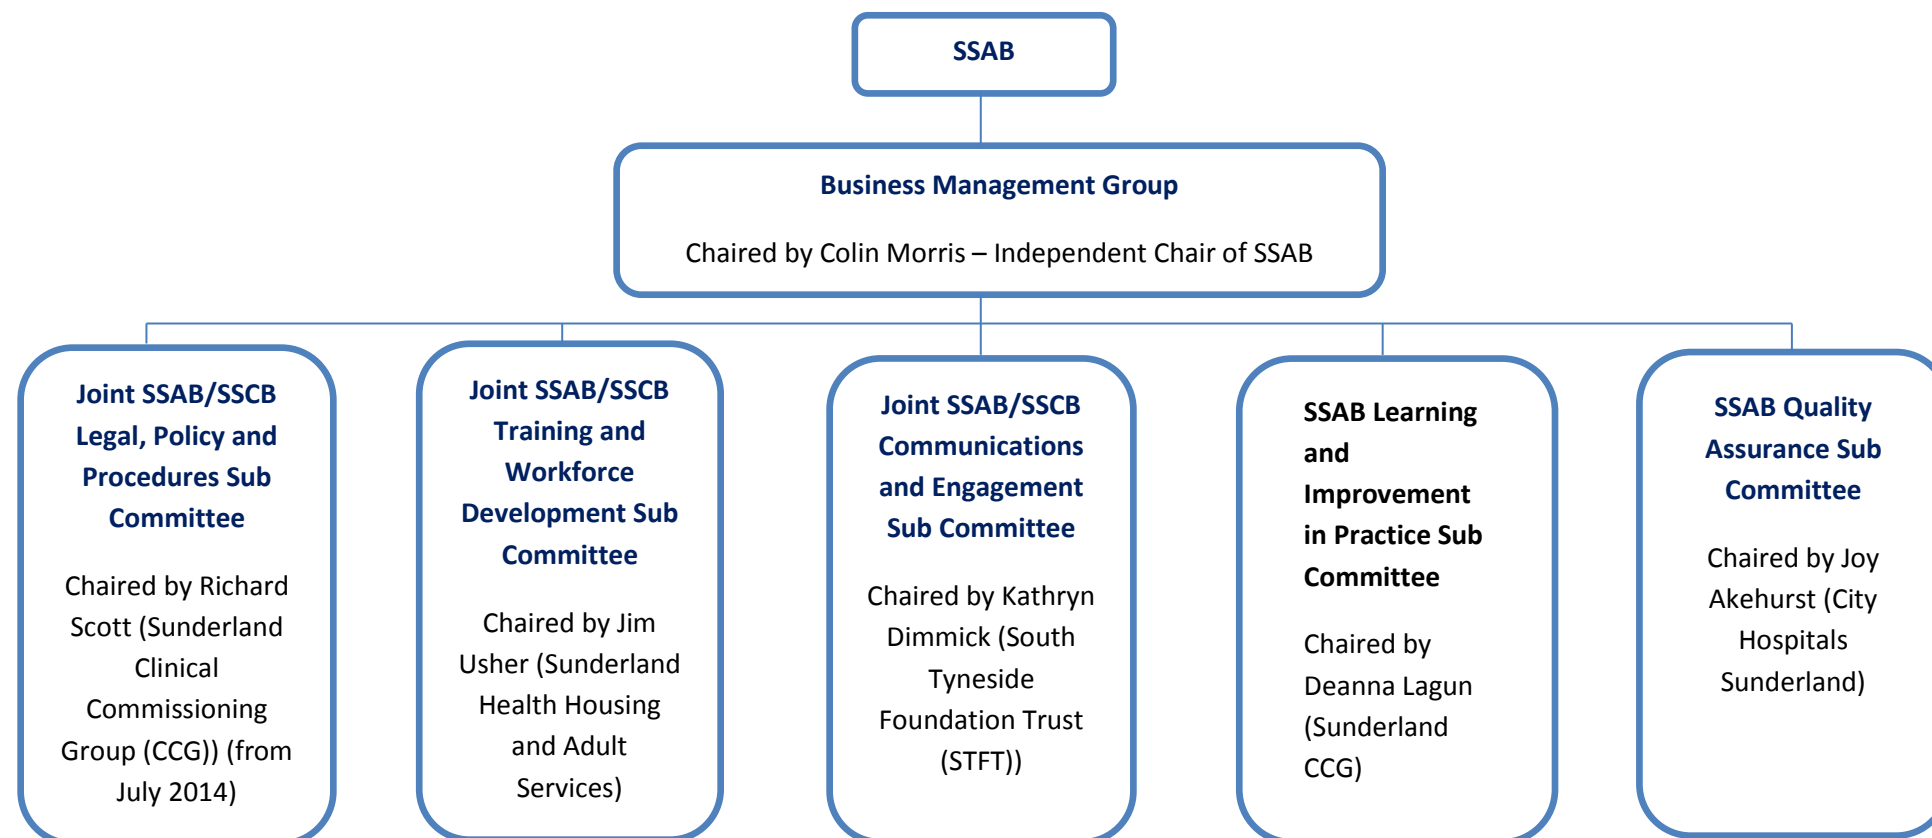 SSAB
Business Management Group
Chaired by Colin Morris – Independent Chair of SSAB
Joint SSAB/SSCB
Legal, Policy and
Procedures Sub
Committee
Chaired by Richard
Scott (Sunderland
Clinical
Commissioning
Group (CCG)) (from
July 2014)
Joint SSAB/SSCB
Training and
Workforce
Development Sub
Committee
Chaired by Jim
Usher (Sunderland
Health Housing
and Adult
Services)
Joint SSAB/SSCB
Communications
and Engagement
Sub Committee
Chaired by Kathryn
Dimmick (South
Tyneside
Foundation Trust
(STFT))
SSAB Learning
and
Improvement
in Practice Sub
Committee
Chaired by
Deanna Lagun
(Sunderland
CCG)
SSAB Quality
Assurance Sub
Committee
Chaired by Joy
Akehurst (City
Hospitals
Sunderland)